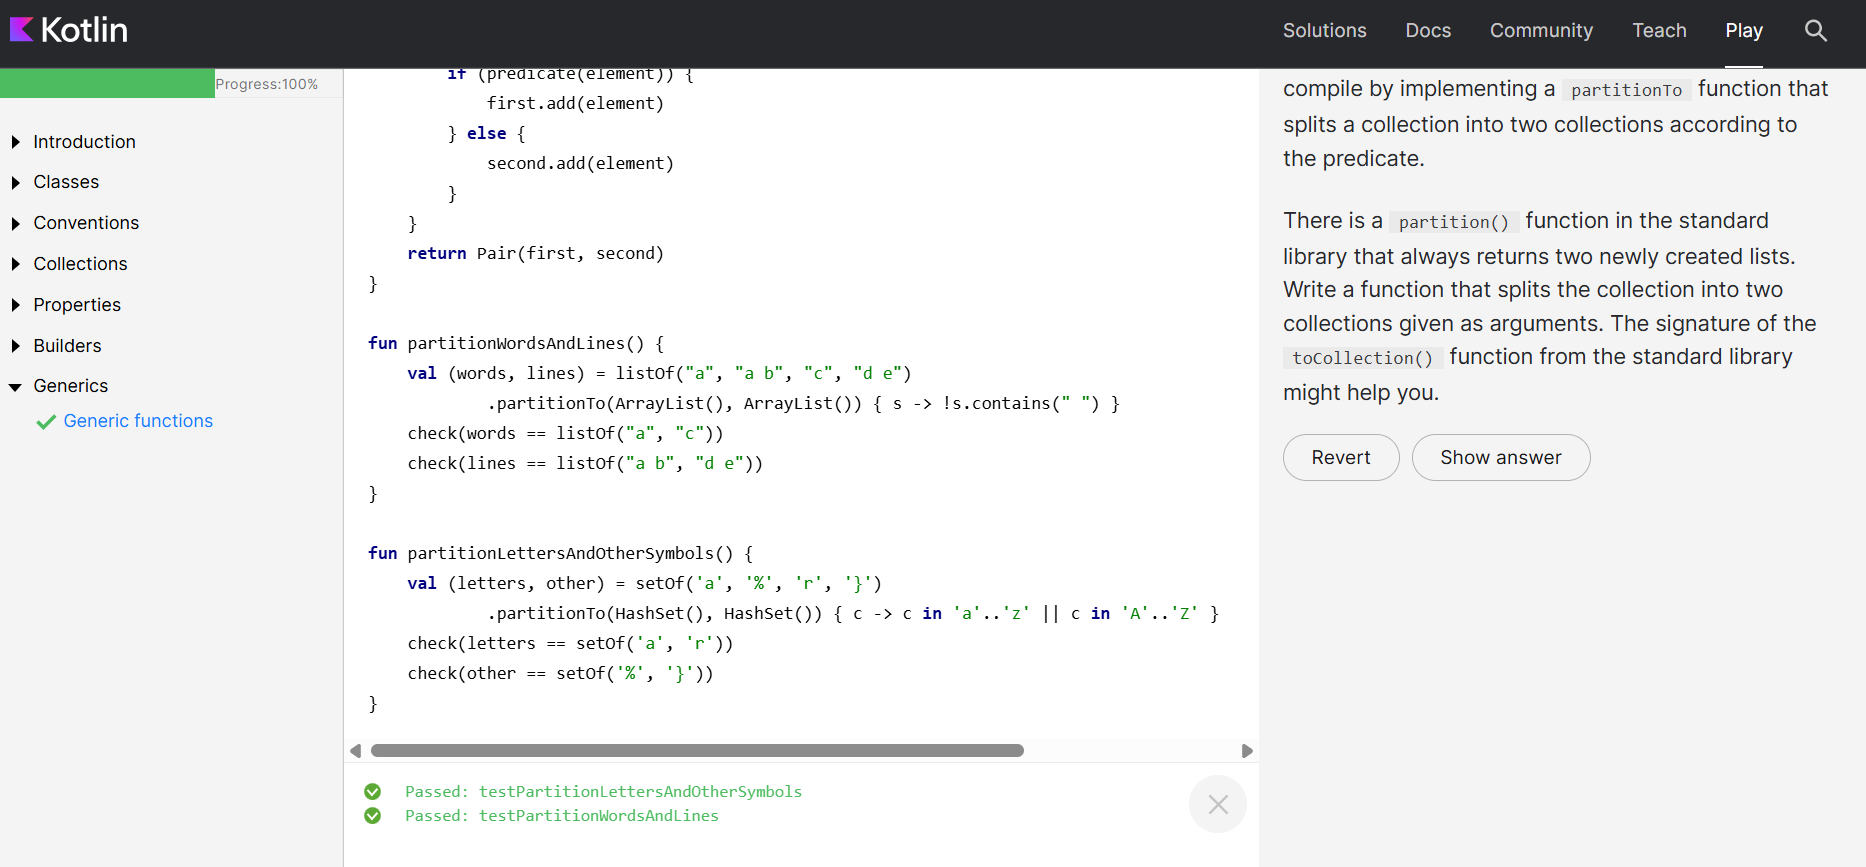 Kotlin
Solutions
Docs
Community
Teach
Play
Progress:100%
Introduction
Classes
Conventions
Collections
Properties
Builders
Generics
Generic functions
if (predicate(element)) {
first.add(element)
} else {
second.add(element)
}
}
return Pair(first, second)
}
fun partitionWordsAndLines() {
val (words, lines) = listOf("a", "a b", "c", "d e")
.partitionTo(ArrayList(), ArrayList()) { s -> !s.contains(" ") }
check(words == listOf("a", "c"))
check(lines == listOf("a b", "d e"))
}
fun partitionLettersAndOtherSymbols() {
val (letters, other) = setOf('a', '%', 'r', '}')
.partitionTo(HashSet(), HashSet()) { c -> c in 'a'..'z' || c in 'A'..'Z' }
check(letters == setOf('a', 'r'))
check(other == setOf('%', '}'))
}
Passed: testPartitionLettersAndOtherSymbols
Passed: testPartitionWordsAndLines
compile by implementing a partitionTo function that
splits a collection into two collections according to
the predicate.
There is a partition() function in the standard
library that always returns two newly created lists.
Write a function that splits the collection into two
collections given as arguments. The signature of the
toCollection() function from the standard library
might help you.
Revert
Show answer